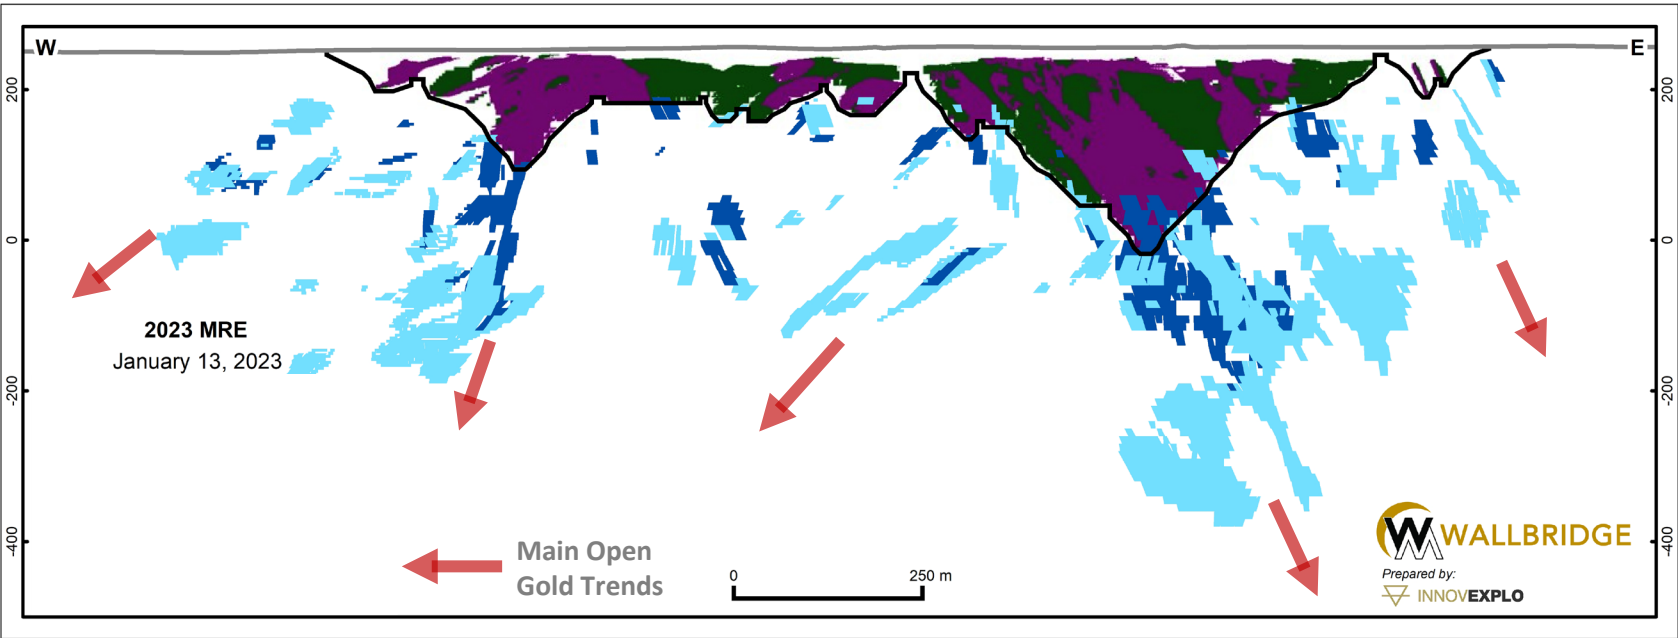 W
E
200
200
0
0
2023 MRE
January 13, 2023
-200
-200
-400
-400
Main Open
Gold Trends
0
250 m
WALLBRIDGE
Prepared by:
INNOVEXPLO